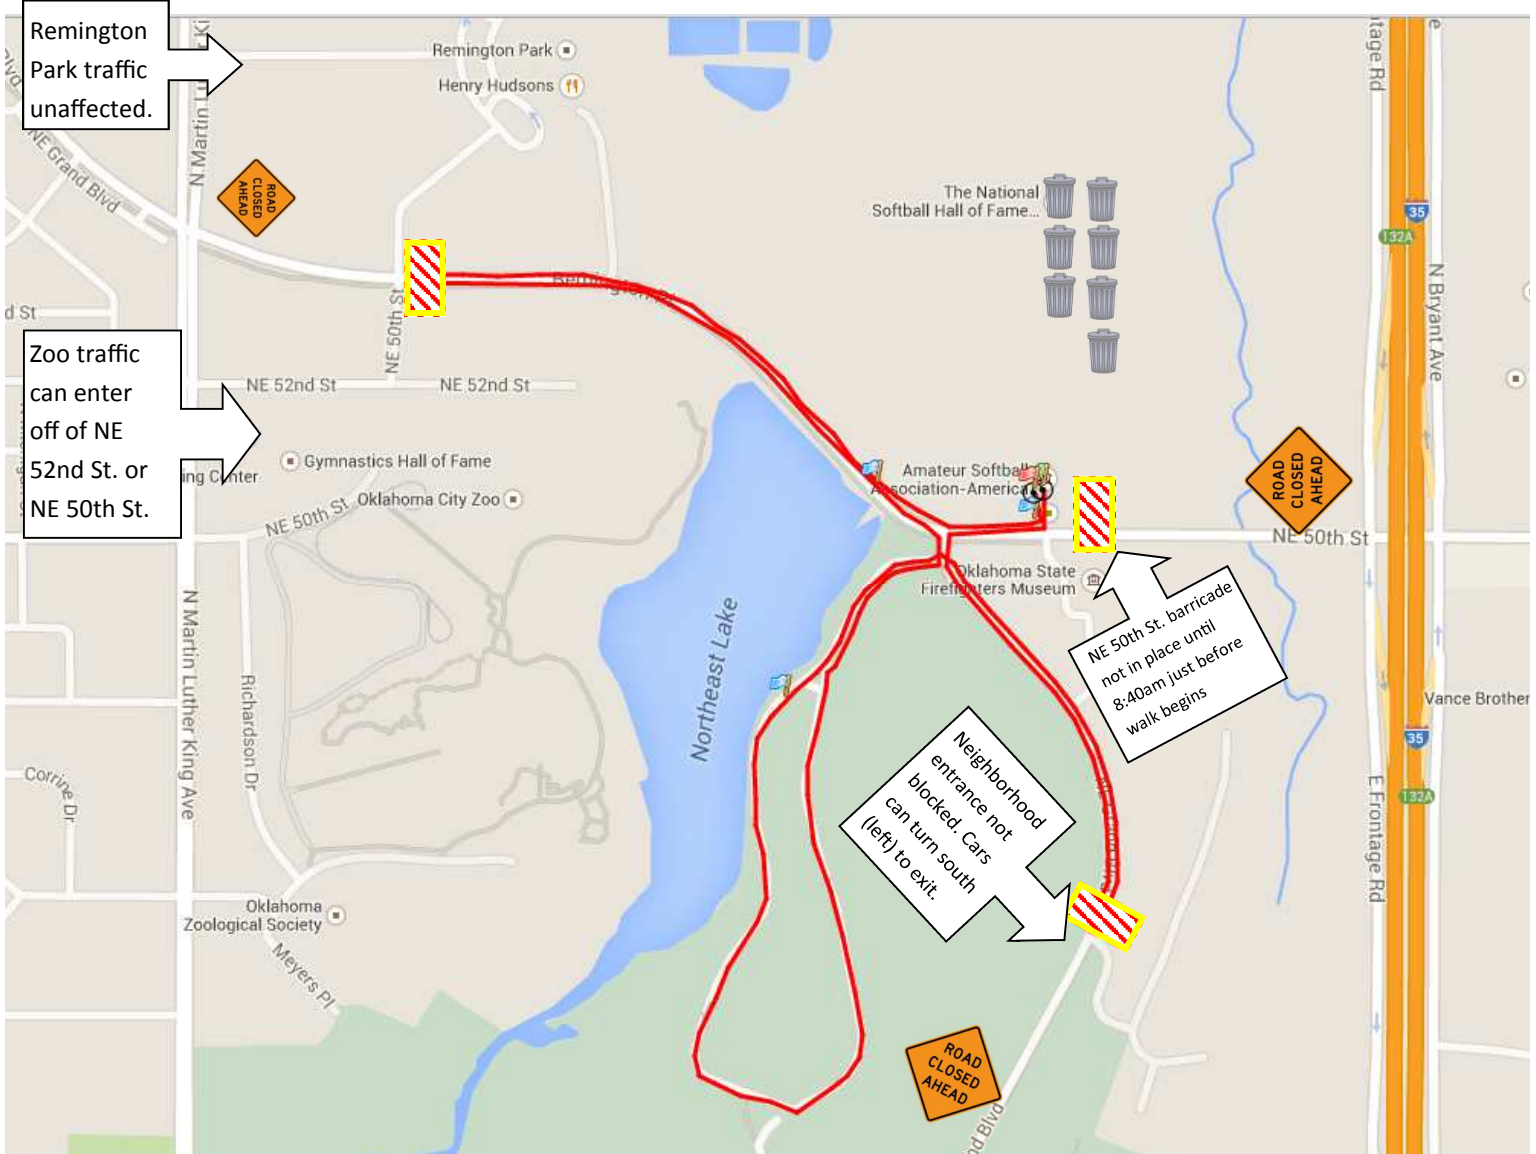 Remington
Park traffic
unaffected.
Remington Park
Henry Hudsons
NE Grand Blvd
ROAD
CLOSED
AHEAD
The National
Softball Hall of Fame...
35
132A
N Bryant Ave
Zoo traffic
can enter
off of NE
52nd St. or
NE 50th St.
NE 50th St
NE 52nd St
NE 52nd St
d St
Gymnastics Hall of Fame
ing Center
Oklahoma City Zoo
NE 50th St
Amateur Softball
Association-America
ROAD
CLOSED
AHEAD
NE 50th St
Oklahoma State
Firefighters Museum
NE 50th St. barricade
not in place until
8:40am just before
walk begins
Northeast Lake
N Martin Luther King Ave
Richardson Dr
Neighborhood
entrance not
blocked. Cars
can turn south
(left) to exit.
Vance Brother
35
132A
E Frontage Rd
Corrine Dr
Oklahoma
Zoological Society
Meyers Pl
ROAD
CLOSED
AHEAD
nd Blvd
tage Rd